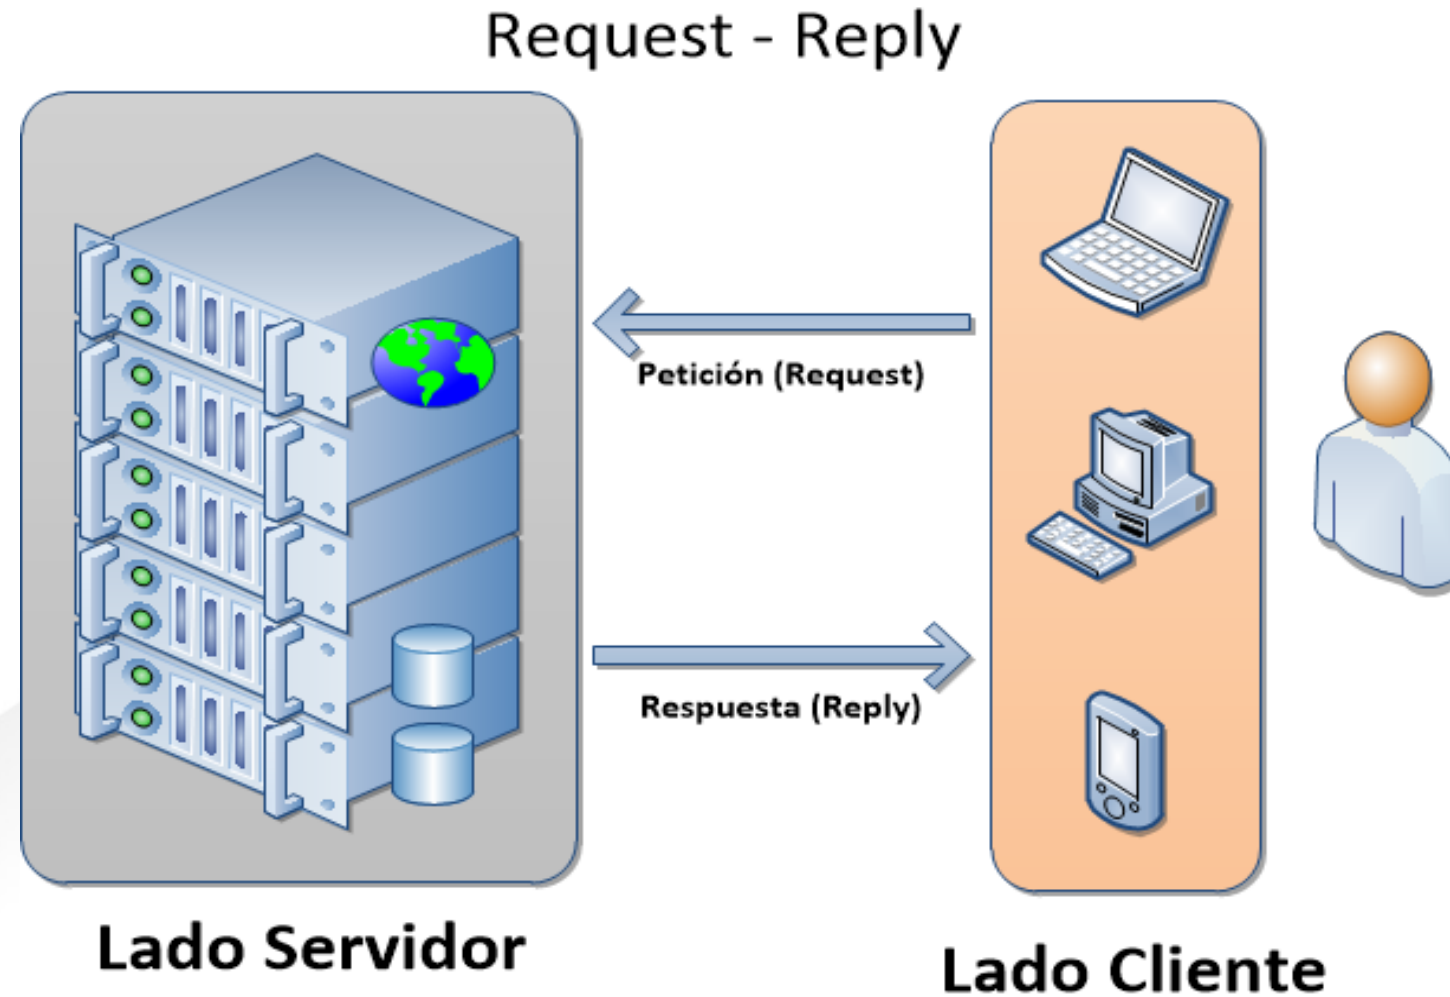 Request - Reply
Petición (Request)
Respuesta (Reply)
Lado Servidor
Lado Cliente